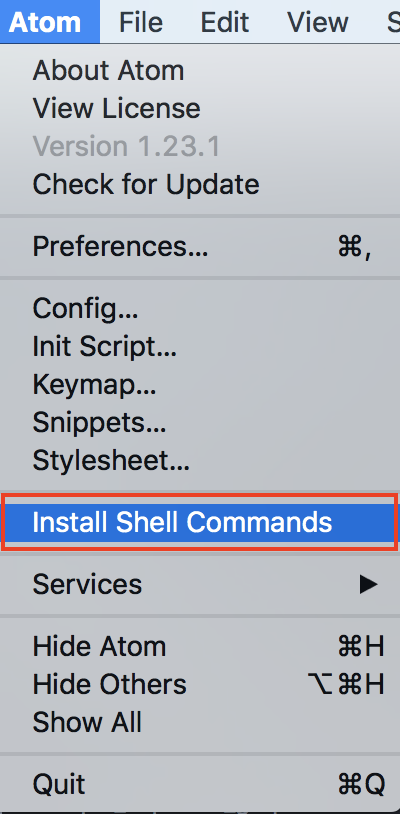 Atom File Edit View S
About Atom
View License
Version 1.23.1
Check for Update
Preferences... ⌘,
Config...
Init Script...
Keymap...
Snippets...
Stylesheet...
Install Shell Commands
Services ▶
Hide Atom ⌘H
Hide Others ⌥⌘H
Show All
Quit ⌘Q